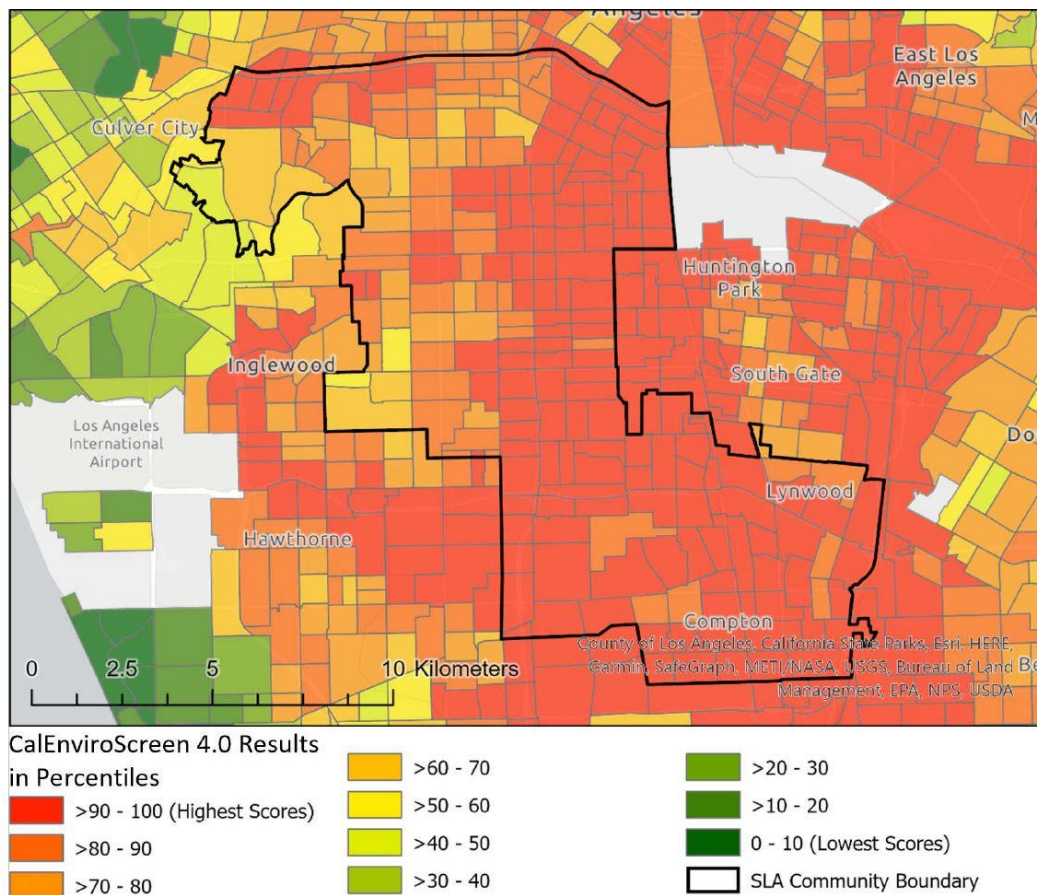 Angeles
East Los
Angeles
Culver City
M
Huntington
Park
Inglewood
South Gate
Los Angeles
International
Airport
Do
Lynwood
Hawthorne
Compton
County of Los Angeles, California State Parks, Esri, HERE,
Garmin, SafeGraph, METI/NASA, USGS, Bureau of Land
Management, EPA, NPS, USDA
Be
0 2.5 5 10 Kilometers
CalEnviroScreen 4.0 Results
in Percentiles
>90 - 100 (Highest Scores)
>80 - 90
>70 - 80
>60 - 70
>50 - 60
>40 - 50
>30 - 40
>20 - 30
>10 - 20
0 - 10 (Lowest Scores)
SLA Community Boundary